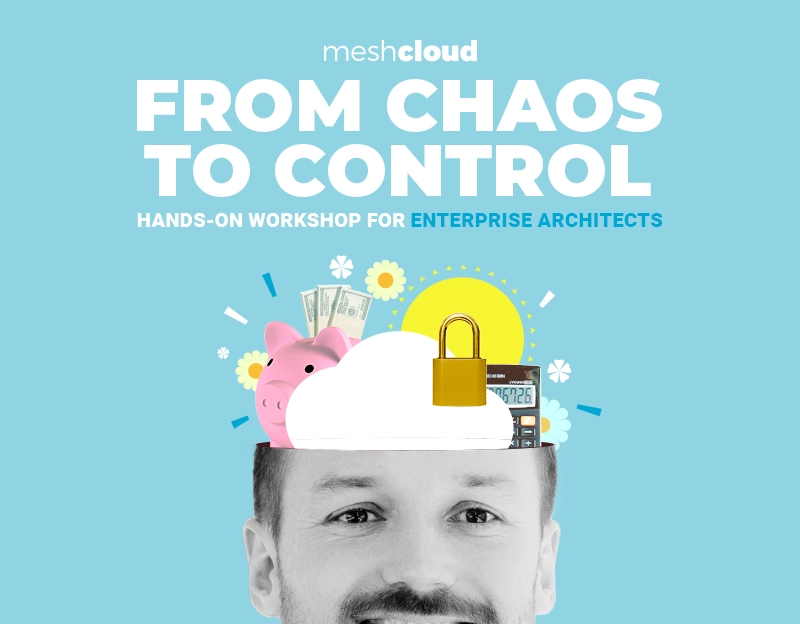 meshcloud
FROM CHAOS
TO CONTROL
HANDS-ON WORKSHOP FOR ENTERPRISE ARCHITECTS